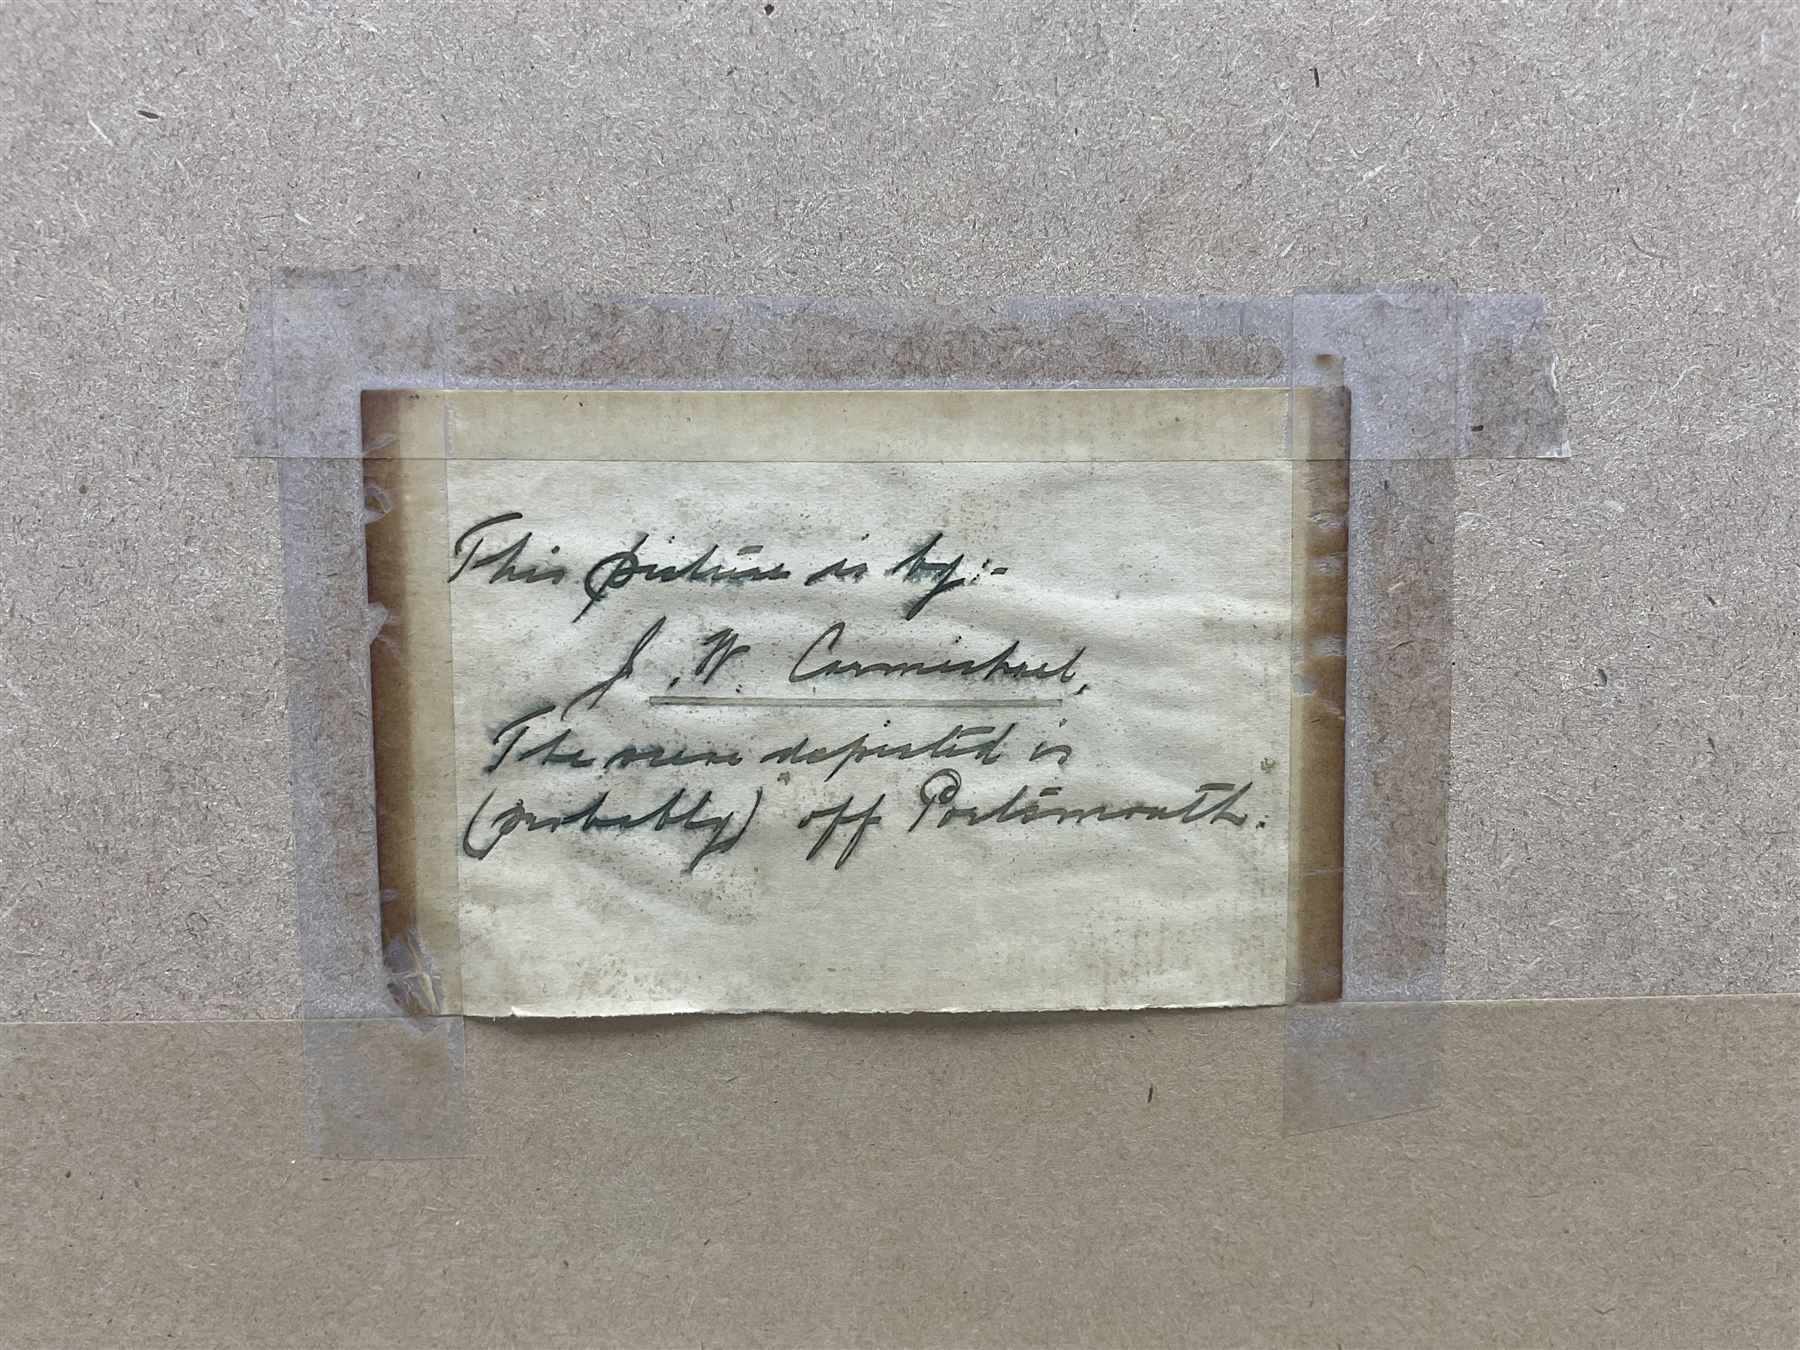 This picture is by:-
J. W. Carmichael.
The scene depicted is
(probably) off Portsmouth.